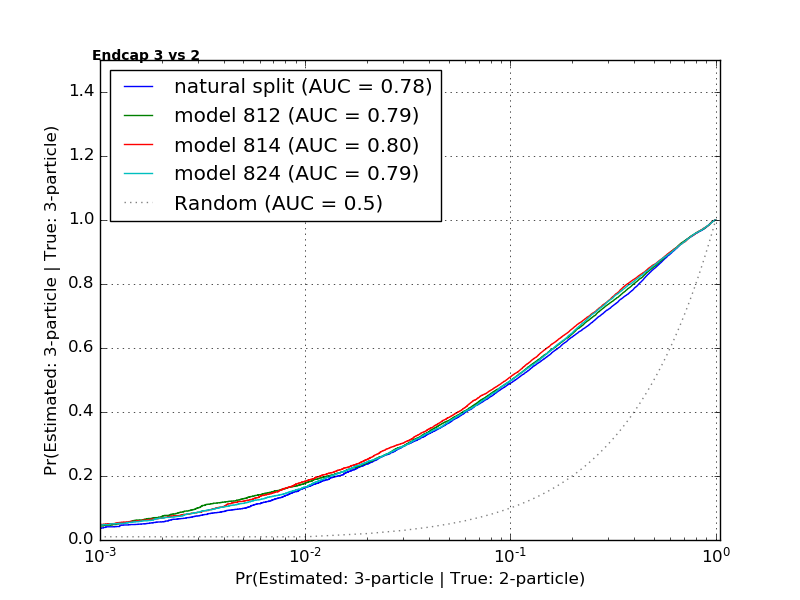 Endcap 3 vs 2
natural split (AUC = 0.78)
model 812 (AUC = 0.79)
model 814 (AUC = 0.80)
model 824 (AUC = 0.79)
Random (AUC = 0.5)
Pr(Estimated: 3-particle | True: 3-particle)
1.4
1.2
1.0
0.8
0.6
0.4
0.2
0.0
10^-3 10^-2 10^-1 10^0
Pr(Estimated: 3-particle | True: 2-particle)